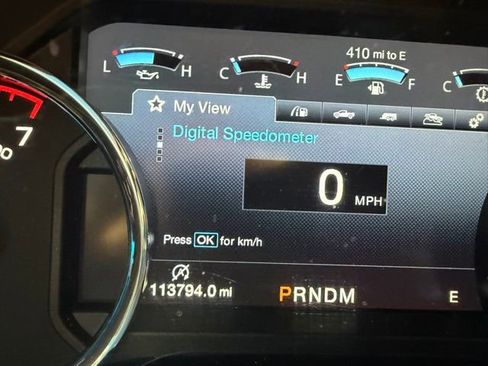 410 mi to E
L H C H E F C
My View
Digital Speedometer
0 MPH
7
Press OK for km/h
113794.0 mi
PRNDM
E